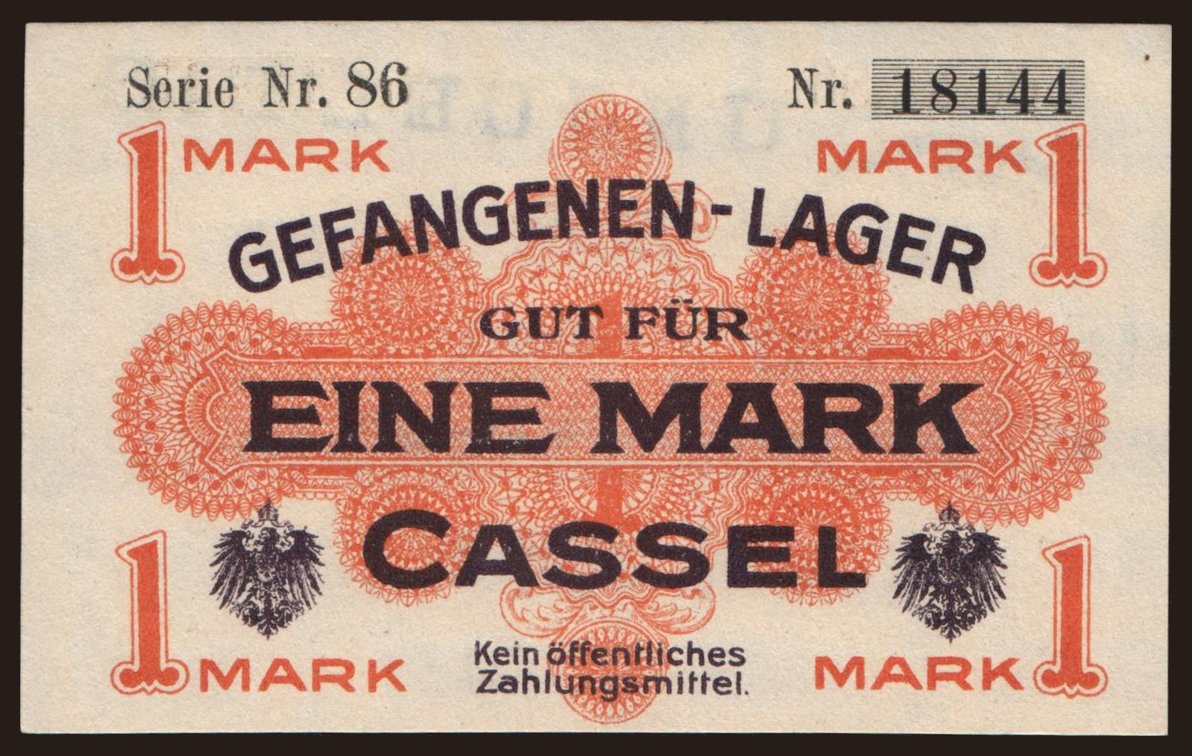 Serie Nr. 86 Nr. 18144
1 MARK MARK 1
GEFANGENEN-LAGER
GUT FÜR
EINE MARK
CASSEL
1 MARK MARK 1
Kein öffentliches
Zahlungsmittel.